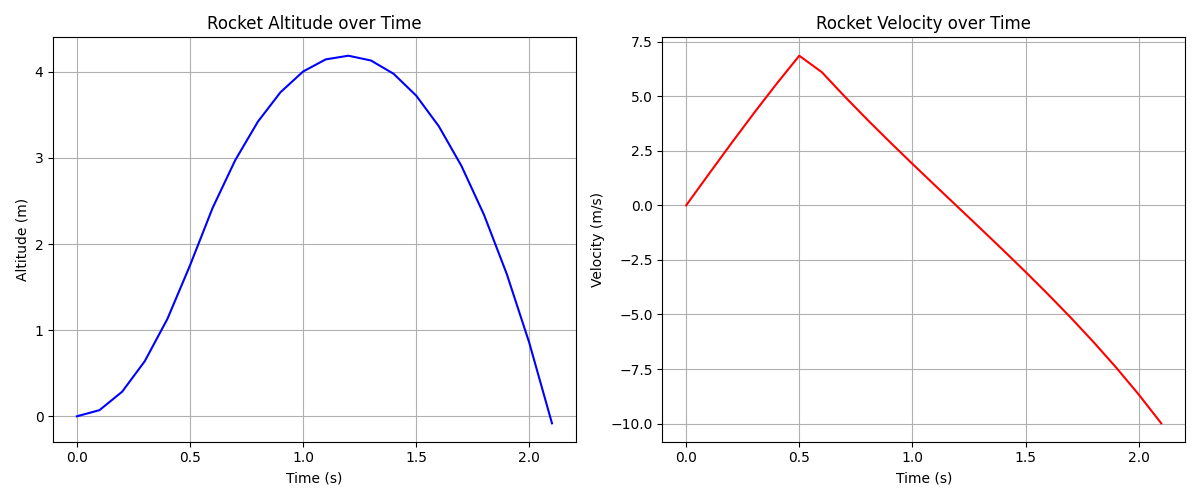 Rocket Altitude over Time
Altitude (m)
4
3
2
1
0
0.0 0.5 1.0 1.5 2.0
Time (s)
Rocket Velocity over Time
Velocity (m/s)
7.5
5.0
2.5
0.0
−2.5
−5.0
−7.5
−10.0
0.0 0.5 1.0 1.5 2.0
Time (s)